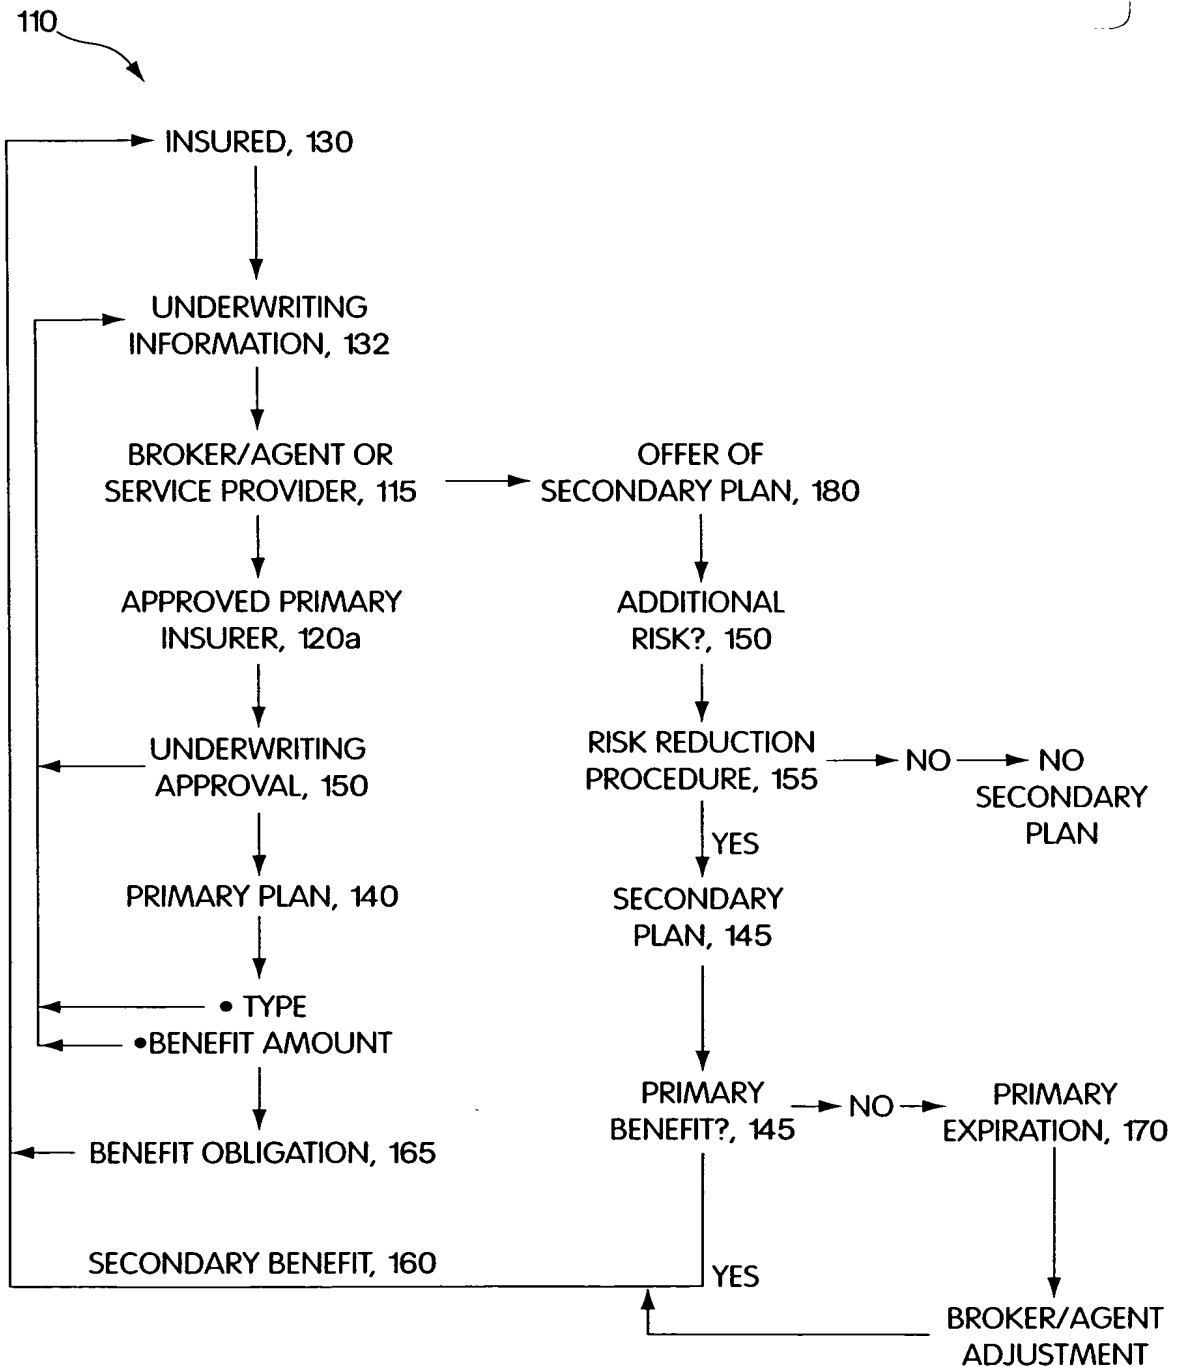 110
INSURED, 130
UNDERWRITING
INFORMATION, 132
BROKER/AGENT OR
SERVICE PROVIDER, 115
OFFER OF
SECONDARY PLAN, 180
APPROVED PRIMARY
INSURER, 120a
ADDITIONAL
RISK?, 150
UNDERWRITING
APPROVAL, 150
RISK REDUCTION
PROCEDURE, 155
NO
NO
SECONDARY
PLAN
YES
PRIMARY PLAN, 140
SECONDARY
PLAN, 145
• TYPE
•BENEFIT AMOUNT
PRIMARY
BENEFIT?, 145
NO
PRIMARY
EXPIRATION, 170
BENEFIT OBLIGATION, 165
SECONDARY BENEFIT, 160
YES
BROKER/AGENT
ADJUSTMENT